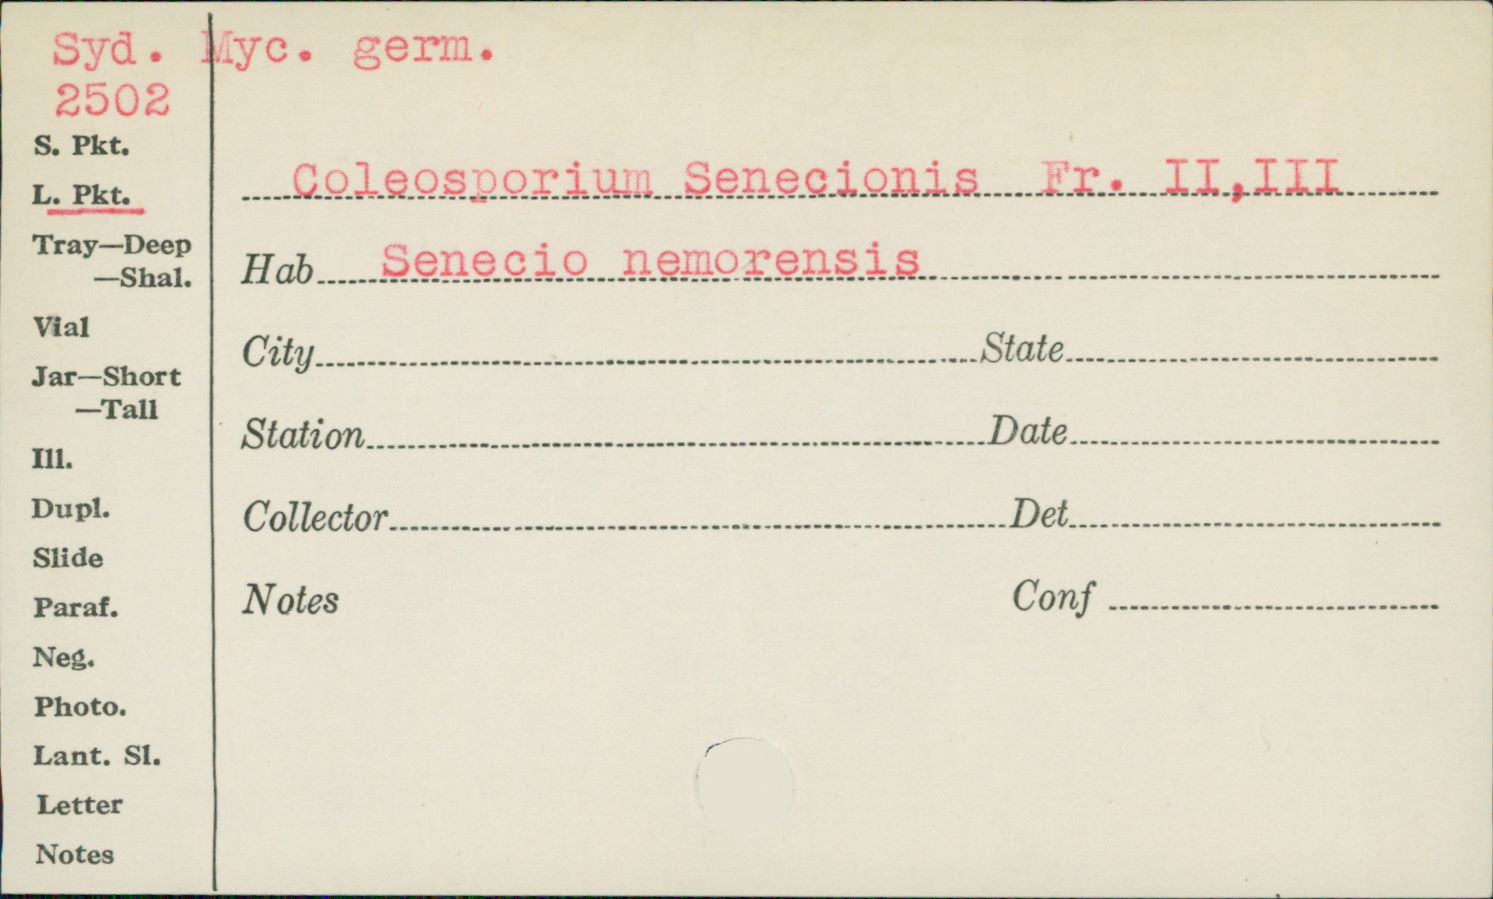 Syd. Myc. germ.
2502
S. Pkt.
L. Pkt.
Tray—Deep
—Shal.
Vial
Jar—Short
—Tall
Ill.
Dupl.
Slide
Paraf.
Neg.
Photo.
Lant. Sl.
Letter
Notes
Coleosporium Senecionis Fr. II,III
Hab Senecio nemorensis
City State
Station Date
Collector Det
Notes Conf